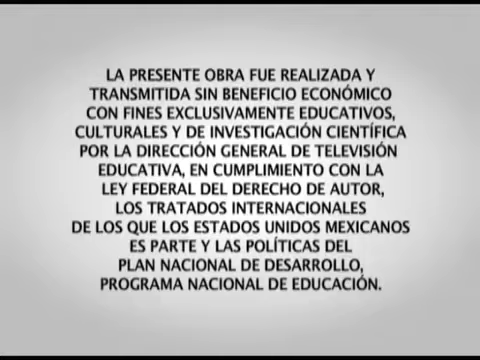 LA PRESENTE OBRA FUE REALIZADA Y
TRANSMITIDA SIN BENEFICIO ECONÓMICO
CON FINES EXCLUSIVAMENTE EDUCATIVOS,
CULTURALES Y DE INVESTIGACIÓN CIENTÍFICA
POR LA DIRECCIÓN GENERAL DE TELEVISIÓN
EDUCATIVA, EN CUMPLIMIENTO CON LA
LEY FEDERAL DEL DERECHO DE AUTOR,
LOS TRATADOS INTERNACIONALES
DE LOS QUE LOS ESTADOS UNIDOS MEXICANOS
ES PARTE Y LAS POLÍTICAS DEL
PLAN NACIONAL DE DESARROLLO,
PROGRAMA NACIONAL DE EDUCACIÓN.